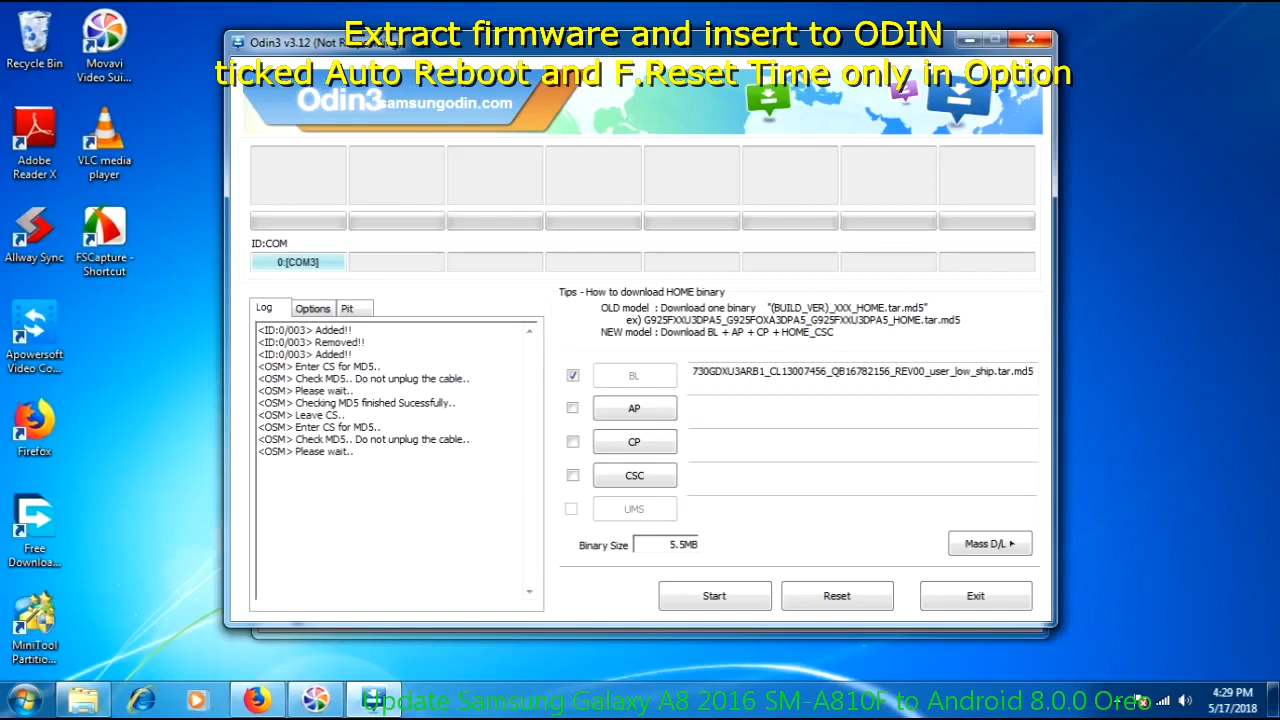 Extract firmware and insert to ODIN
ticked Auto Reboot and F.Reset Time only in Option
Odin3 v3.12 (Not Re
Odin3 samsungodin.com
Recycle Bin
Movavi
Video Sui...
Adobe
Reader X
VLC media
player
Allway Sync
FSCapture -
Shortcut
Apowersoft
Video Co...
Firefox
Free
Downloa...
MiniTool
Partitio...
ID:COM
0:[COM3]
Log
Options
Pit
<ID:0/003> Added!!
<ID:0/003> Removed!!
<ID:0/003> Added!!
<OSM> Enter CS for MD5..
<OSM> Check MD5.. Do not unplug the cable..
<OSM> Please wait..
<OSM> Checking MD5 finished Sucessfully..
<OSM> Leave CS..
<OSM> Enter CS for MD5..
<OSM> Check MD5.. Do not unplug the cable..
<OSM> Please wait..
Tips - How to download HOME binary
OLD model : Download one binary "(BUILD_VER)_XXX_HOME.tar.md5"
ex) G925FXXU3DPA5_G925FOXA3DPA5_G925FXXU3DPA5_HOME.tar.md5
NEW model : Download BL + AP + CP + HOME_CSC
BL
730GDXU3ARB1_CL13007456_QB16782156_REV00_user_low_ship.tar.md5
AP
CP
CSC
UMS
Binary Size 5.5MB
Mass D/L
Start
Reset
Exit
Update Samsung Galaxy A8 2016 SM-A810F to Android 8.0.0 Oreo
4:29 PM
5/17/2018